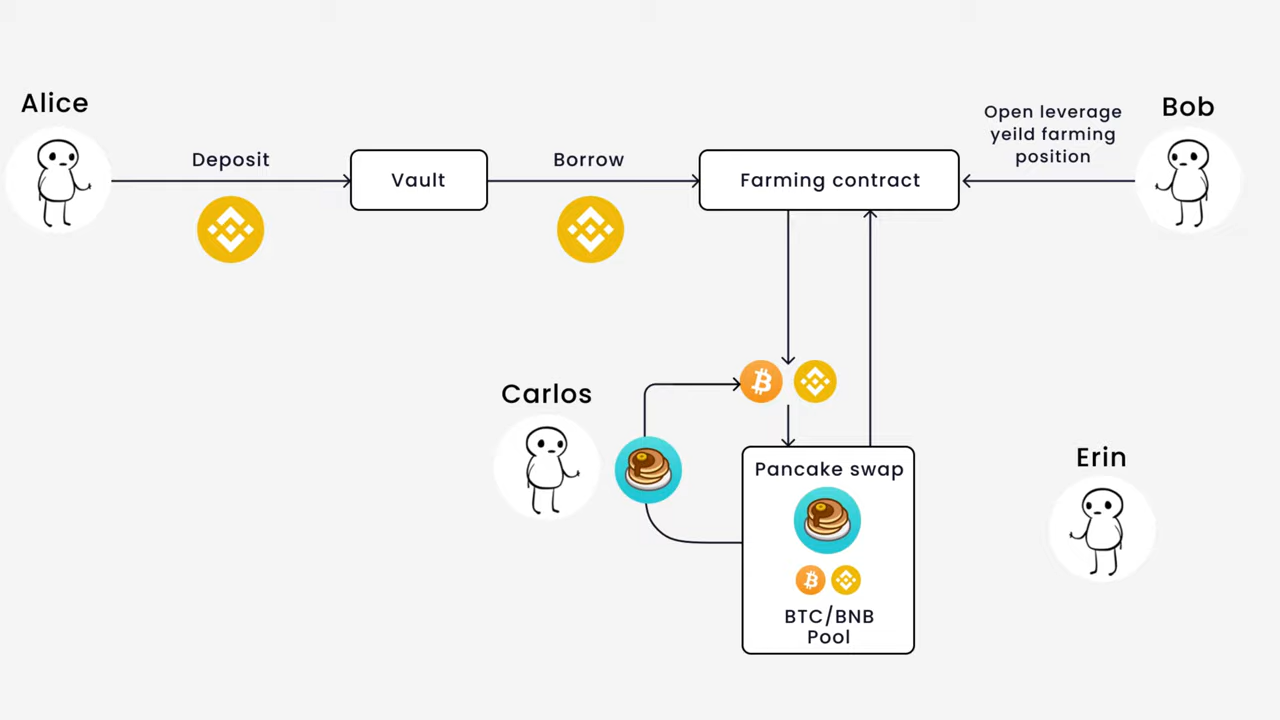 Alice
Deposit
Vault
Borrow
Farming contract
Open leverage
yeild farming
position
Bob
Carlos
Pancake swap
BTC/BNB
Pool
Erin